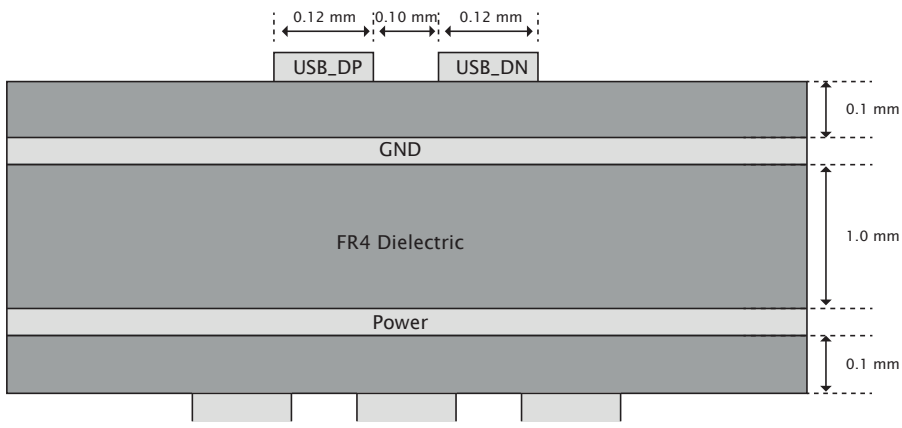 0.12 mm 0.10 mm 0.12 mm
USB_DP USB_DN
0.1 mm
GND
FR4 Dielectric 1.0 mm
Power
0.1 mm